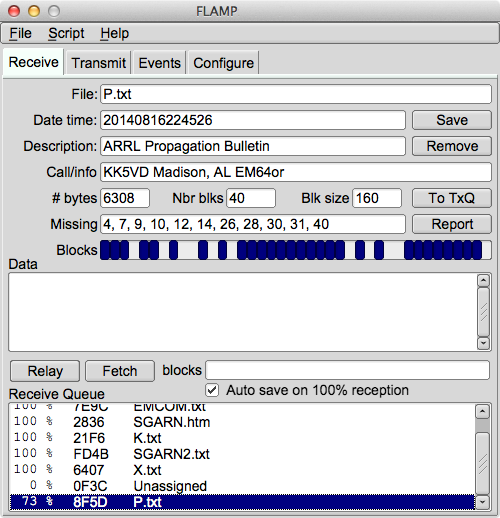 FLAMP
File Script Help
Receive Transmit Events Configure
File: P.txt
Date time: 20140816224526 Save
Description: ARRL Propagation Bulletin Remove
Call/info KK5VD Madison, AL EM64or
# bytes 6308 Nbr blks 40 Blk size 160 To TxQ
Missing 4, 7, 9, 10, 12, 14, 26, 28, 30, 31, 40 Report
Blocks
Data
Relay Fetch blocks
Auto save on 100% reception
Receive Queue
100 % 7E9C EMCOM.txt
100 % 2836 SGARN.htm
100 % 21F6 K.txt
100 % FD4B SGARN2.txt
100 % 6407 X.txt
0 % 0F3C Unassigned
73 % 8F5D P.txt